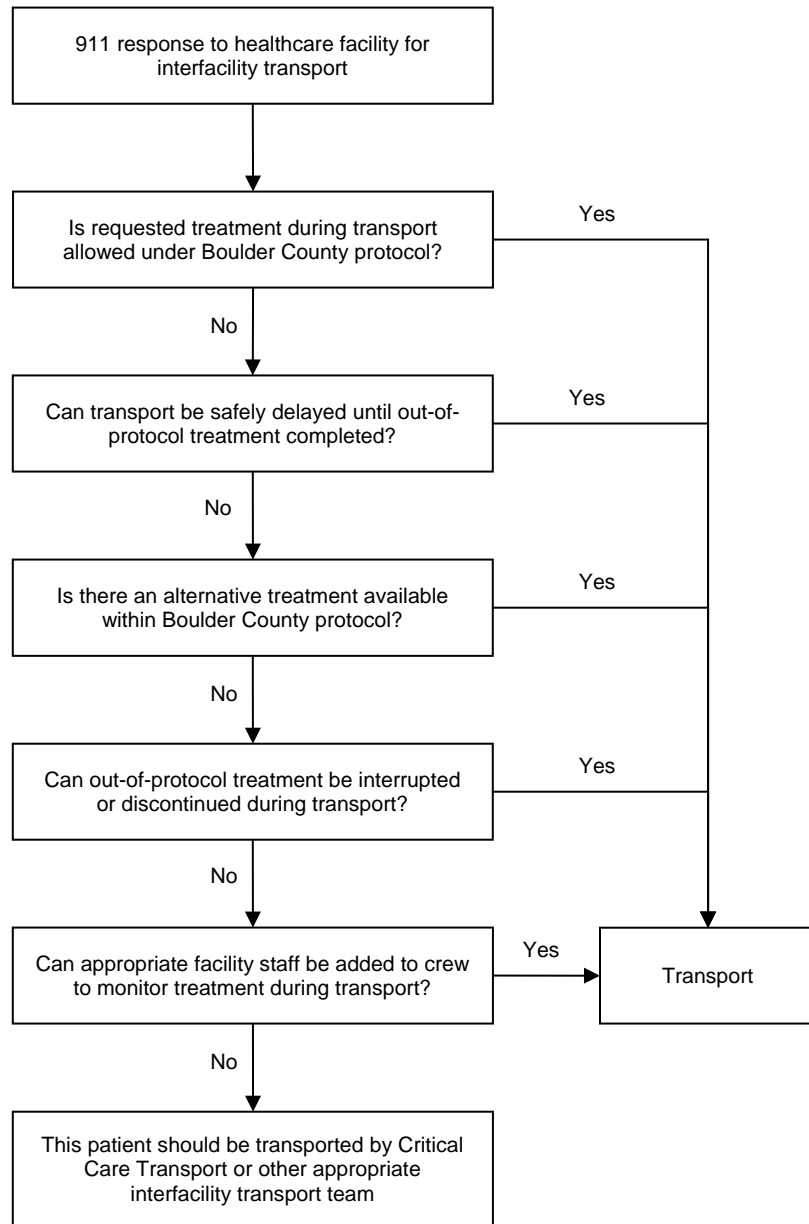 911 response to healthcare facility for
interfacility transport
Is requested treatment during transport
allowed under Boulder County protocol?
Yes
No
Can transport be safely delayed until out-of-
protocol treatment completed?
Yes
No
Is there an alternative treatment available
within Boulder County protocol?
Yes
No
Can out-of-protocol treatment be interrupted
or discontinued during transport?
Yes
No
Can appropriate facility staff be added to crew
to monitor treatment during transport?
Yes
Transport
No
This patient should be transported by Critical
Care Transport or other appropriate
interfacility transport team